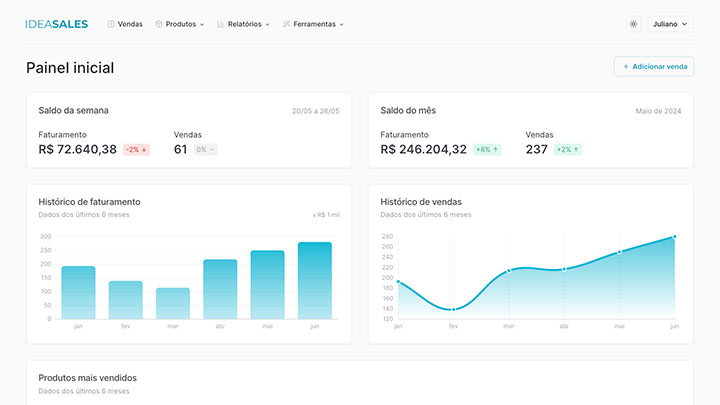 IDEASALES
Vendas
Produtos
Relatórios
Ferramentas
Juliano
Painel inicial
+ Adicionar venda
Saldo da semana
20/05 a 26/05
Faturamento
Vendas
R$ 72.640,38 -2% ↓
61 0% −
Saldo do mês
Maio de 2024
Faturamento
Vendas
R$ 246.204,32 +8% ↑
237 +2% ↑
Histórico de faturamento
Dados dos últimos 6 meses
x R$ 1 mil
300
250
200
150
100
50
0
jan fev mar abr mai jun
Histórico de vendas
Dados dos últimos 6 meses
280
260
240
220
200
180
160
140
120
jan fev mar abr mai jun
Produtos mais vendidos
Dados dos últimos 6 meses